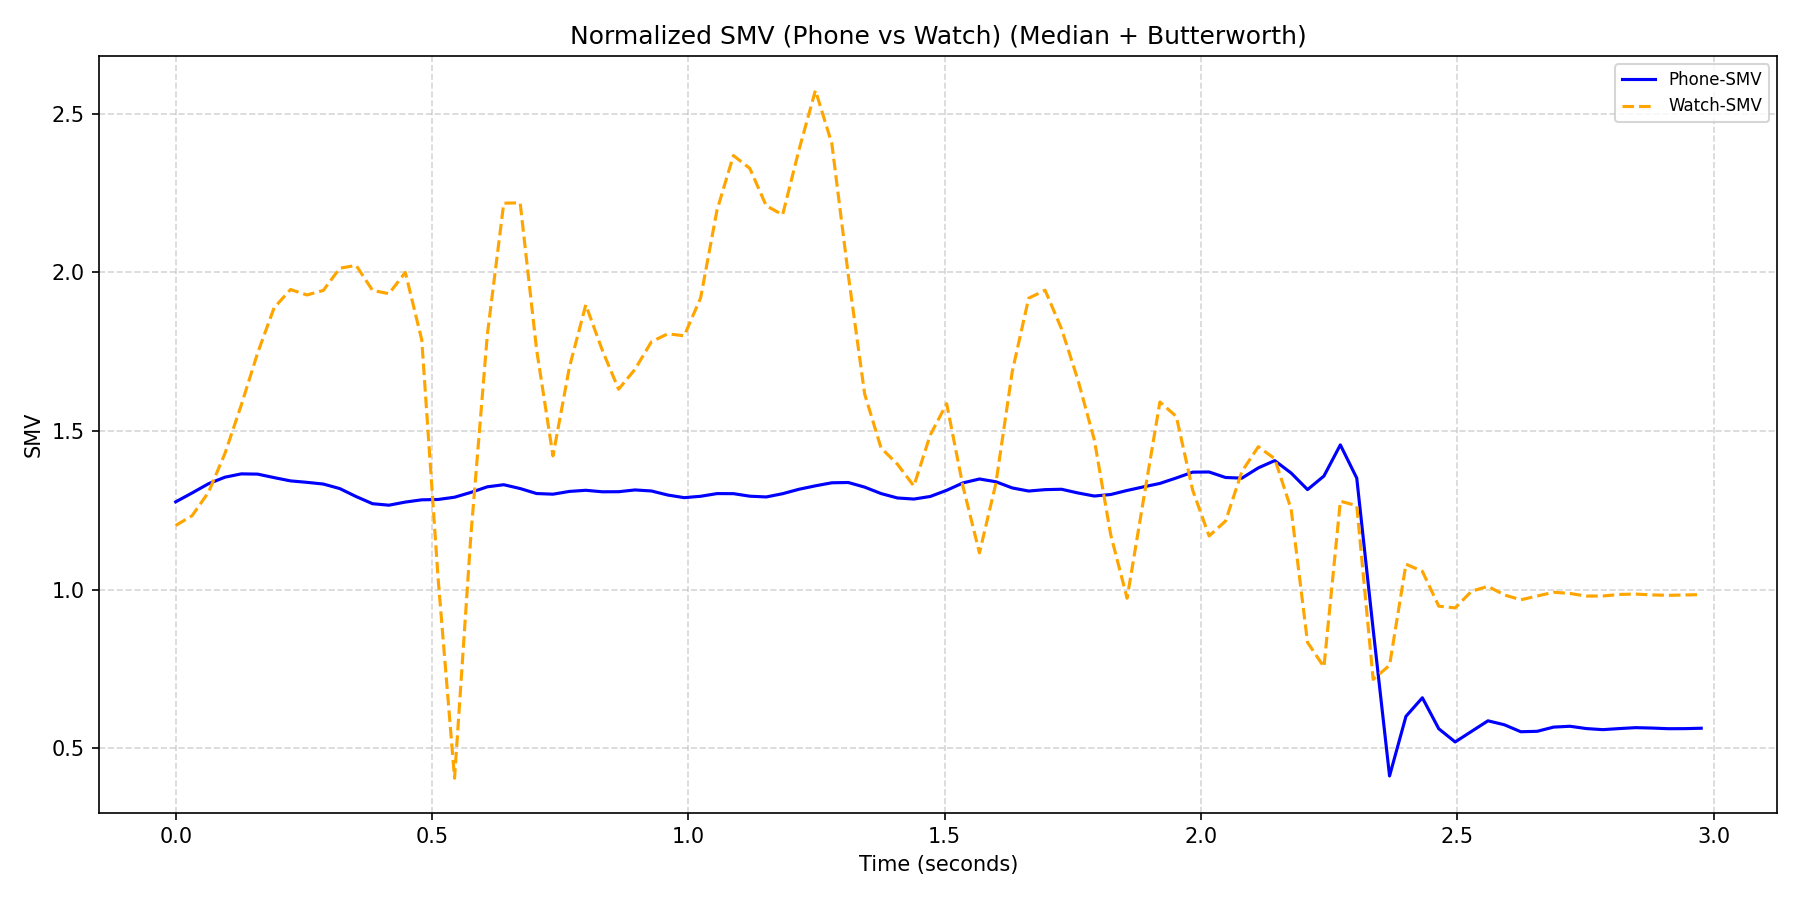 Normalized SMV (Phone vs Watch) (Median + Butterworth)
Phone-SMV
Watch-SMV
SMV
2.5
2.0
1.5
1.0
0.5
0.0 0.5 1.0 1.5 2.0 2.5 3.0
Time (seconds)